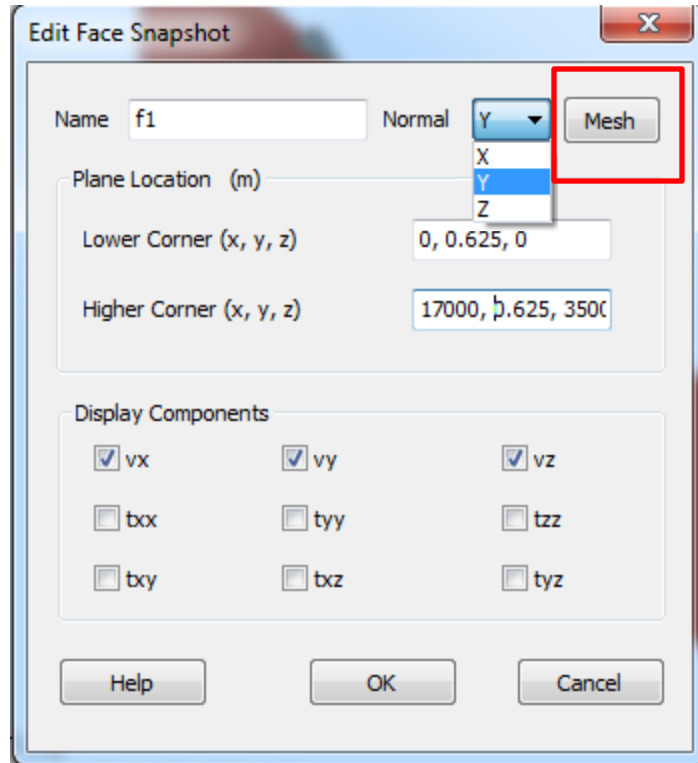 Edit Face Snapshot
Name f1 Normal Y Mesh
X
Y
Z
Plane Location (m)
Lower Corner (x, y, z) 0, 0.625, 0
Higher Corner (x, y, z) 17000, 0.625, 3500
Display Components
vx vy vz
txx tyy tzz
txy txz tyz
Help OK Cancel